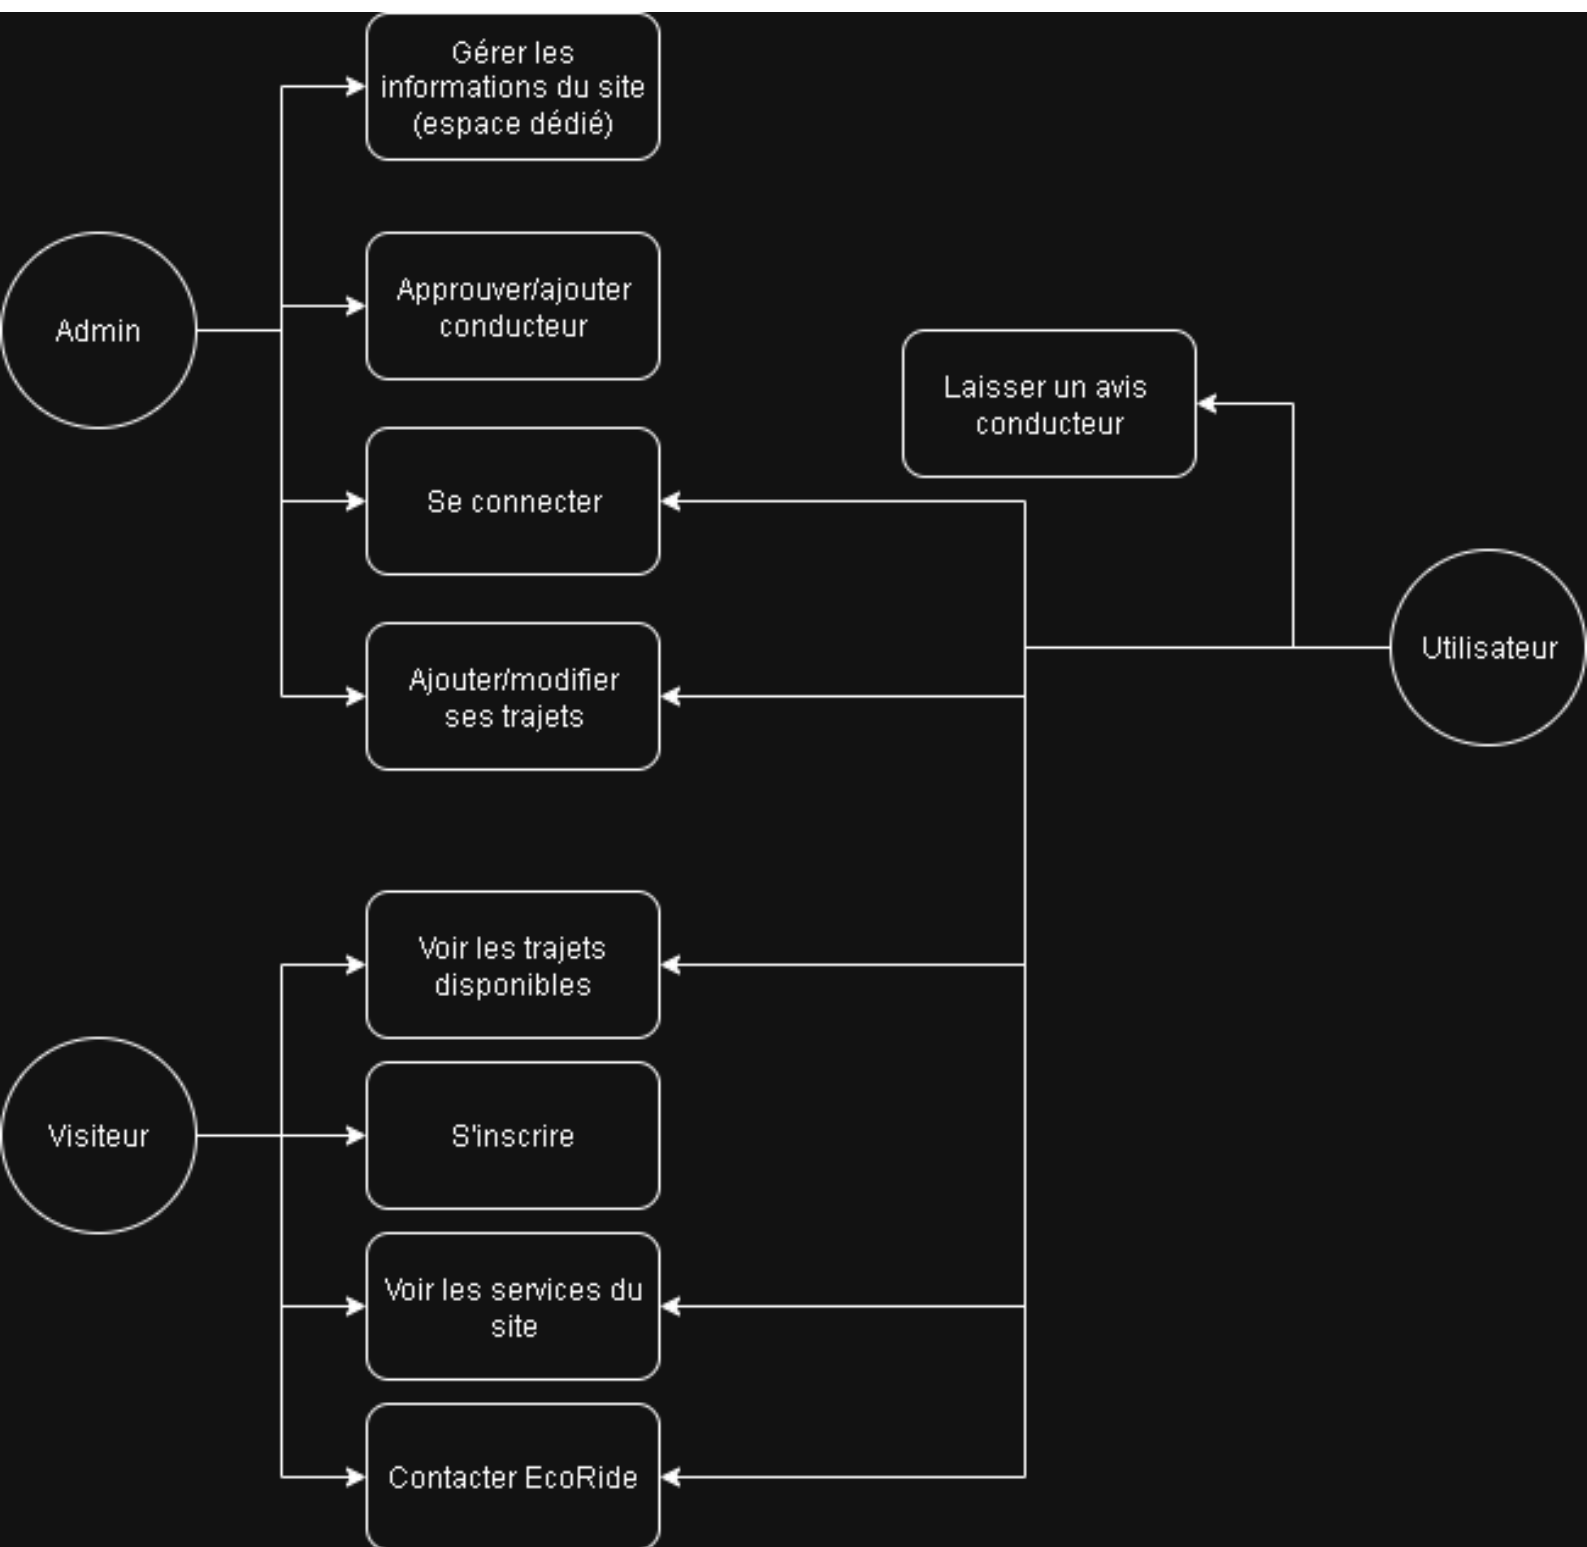 Gérer les
informations du site
(espace dédié)
Admin
Approuver/ajouter
conducteur
Laisser un avis
conducteur
Se connecter
Utilisateur
Ajouter/modifier
ses trajets
Voir les trajets
disponibles
Visiteur
S'inscrire
Voir les services du
site
Contacter EcoRide